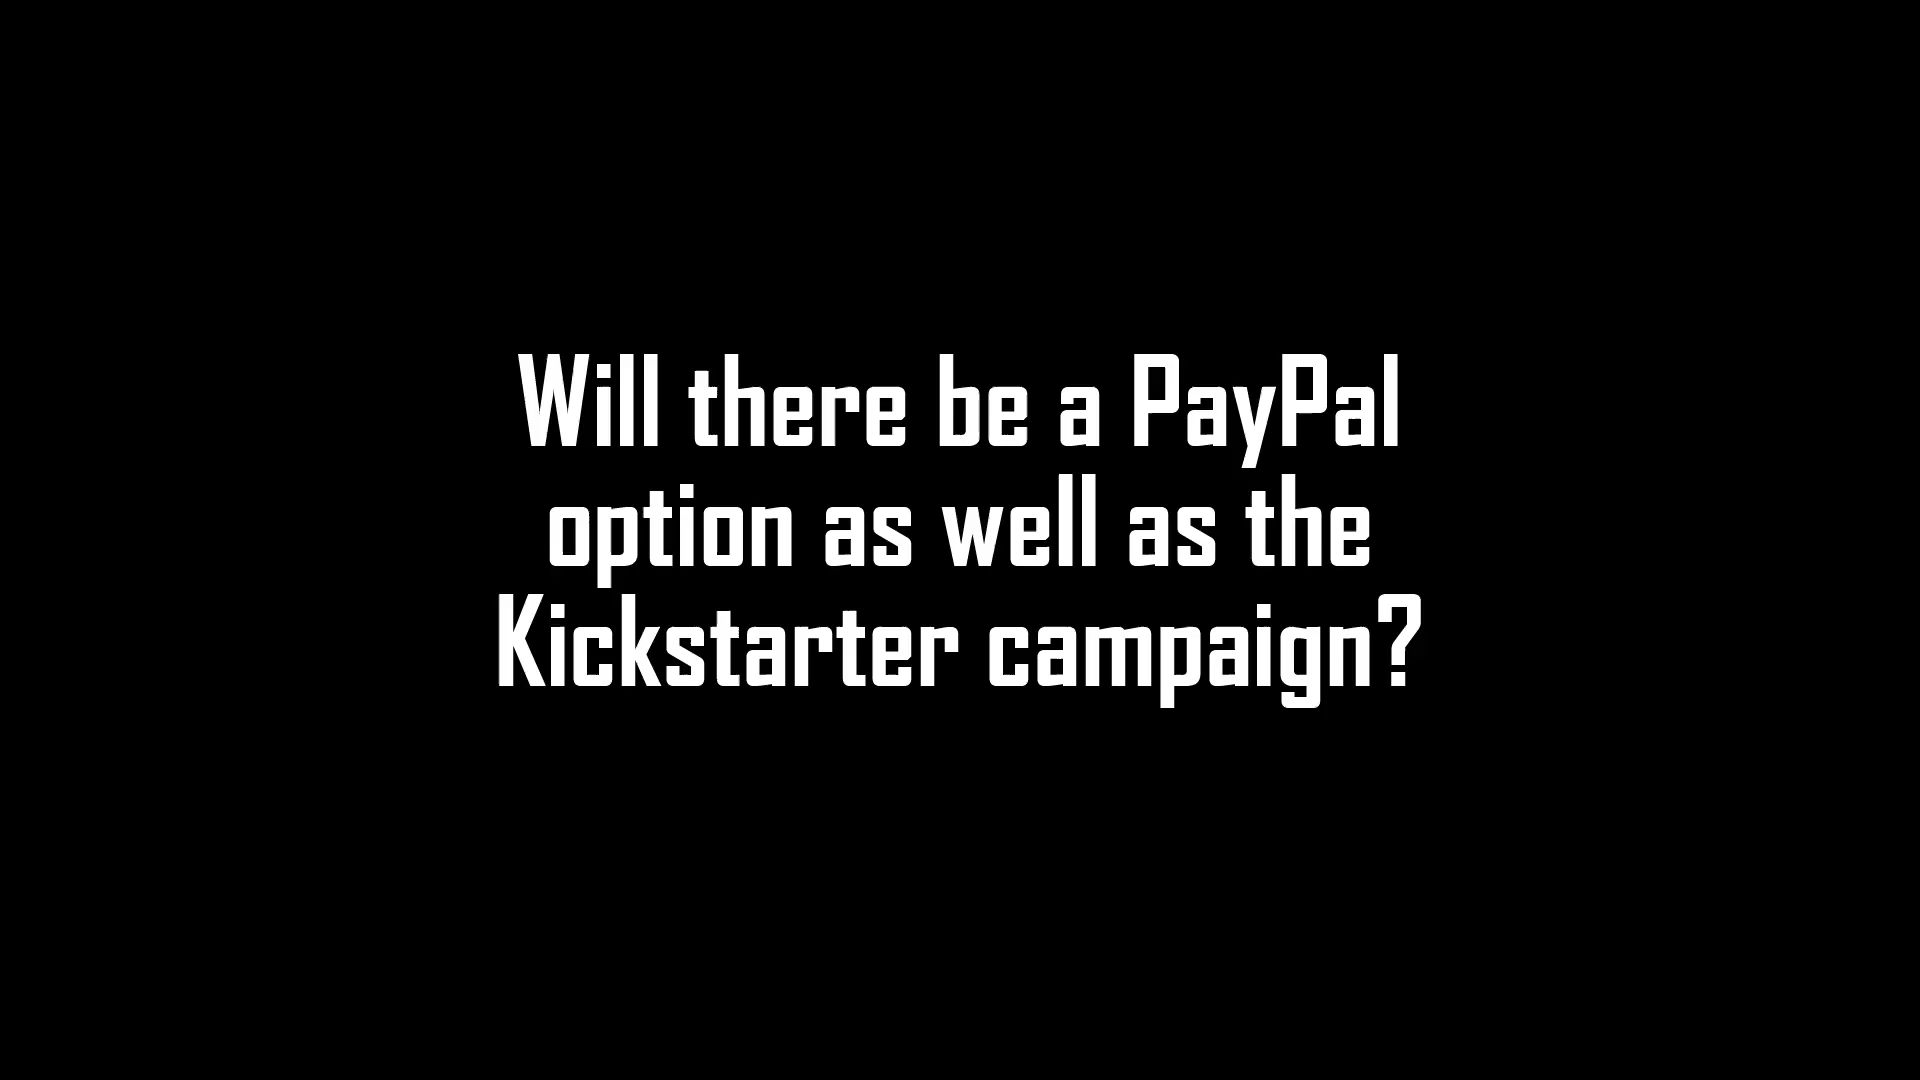 Will there be a PayPal
option as well as the
Kickstarter campaign?